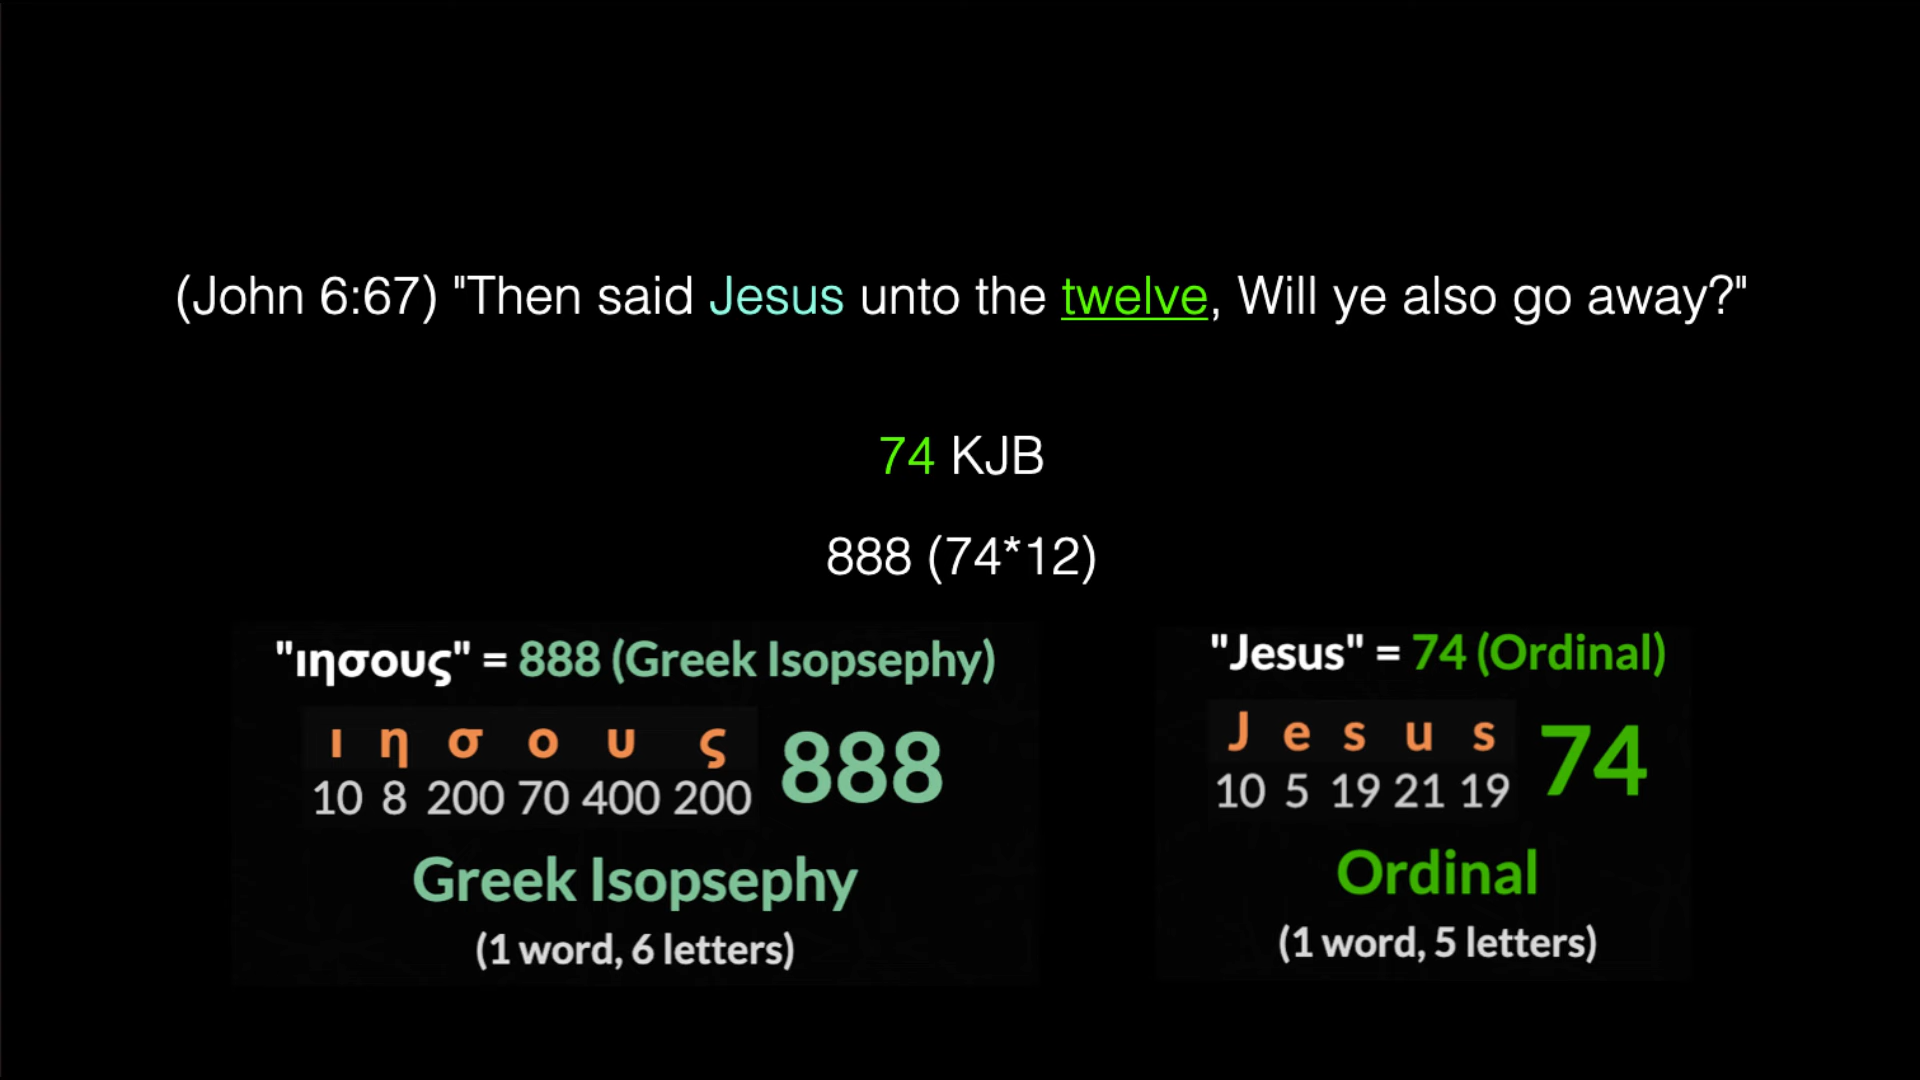 (John 6:67) "Then said Jesus unto the twelve, Will ye also go away?"
74 KJB
888 (74*12)
"ιησους" = 888 (Greek Isopsephy)
ι η σ ο υ ς 888
10 8 200 70 400 200
Greek Isopsephy
(1 word, 6 letters)
"Jesus" = 74 (Ordinal)
J e s u s 74
10 5 19 21 19
Ordinal
(1 word, 5 letters)